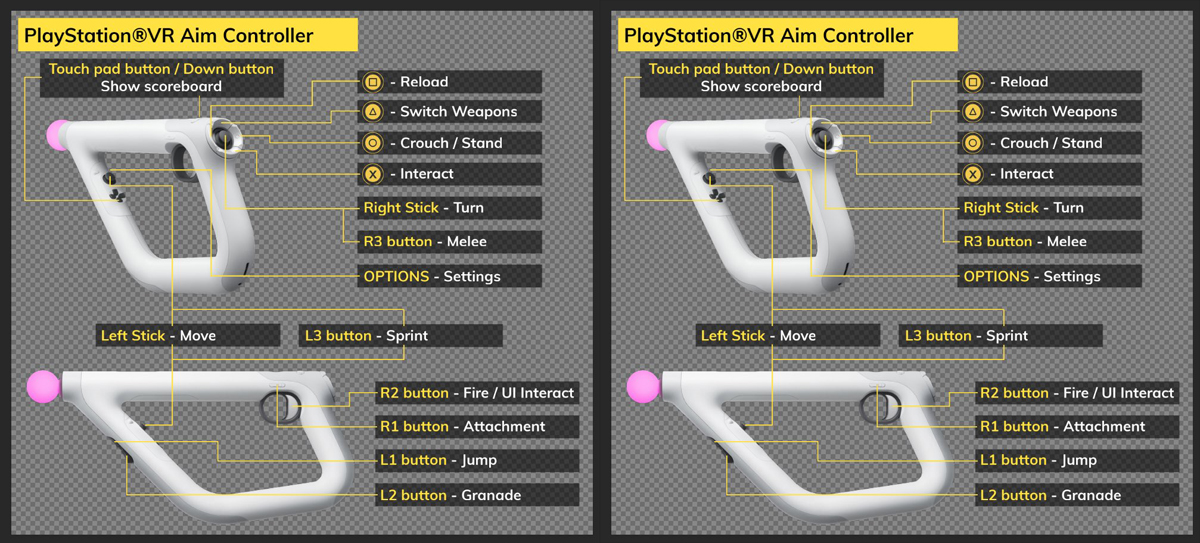 PlayStation®VR Aim Controller
Touch pad button / Down button
Show scoreboard
- Reload
- Switch Weapons
- Crouch / Stand
X - Interact
Right Stick - Turn
R3 button - Melee
OPTIONS - Settings
Left Stick - Move
L3 button - Sprint
R2 button - Fire / UI Interact
R1 button - Attachment
L1 button - Jump
L2 button - Granade
PlayStation®VR Aim Controller
Touch pad button / Down button
Show scoreboard
- Reload
- Switch Weapons
- Crouch / Stand
X - Interact
Right Stick - Turn
R3 button - Melee
OPTIONS - Settings
Left Stick - Move
L3 button - Sprint
R2 button - Fire / UI Interact
R1 button - Attachment
L1 button - Jump
L2 button - Granade